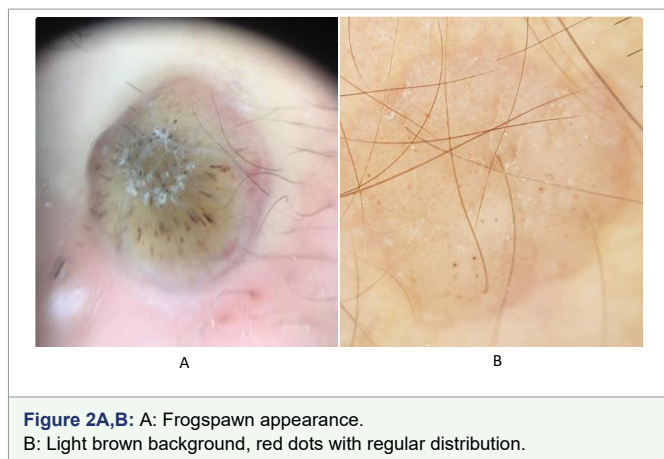 A
B
Figure 2A,B: A: Frogspawn appearance.
B: Light brown background, red dots with regular distribution.